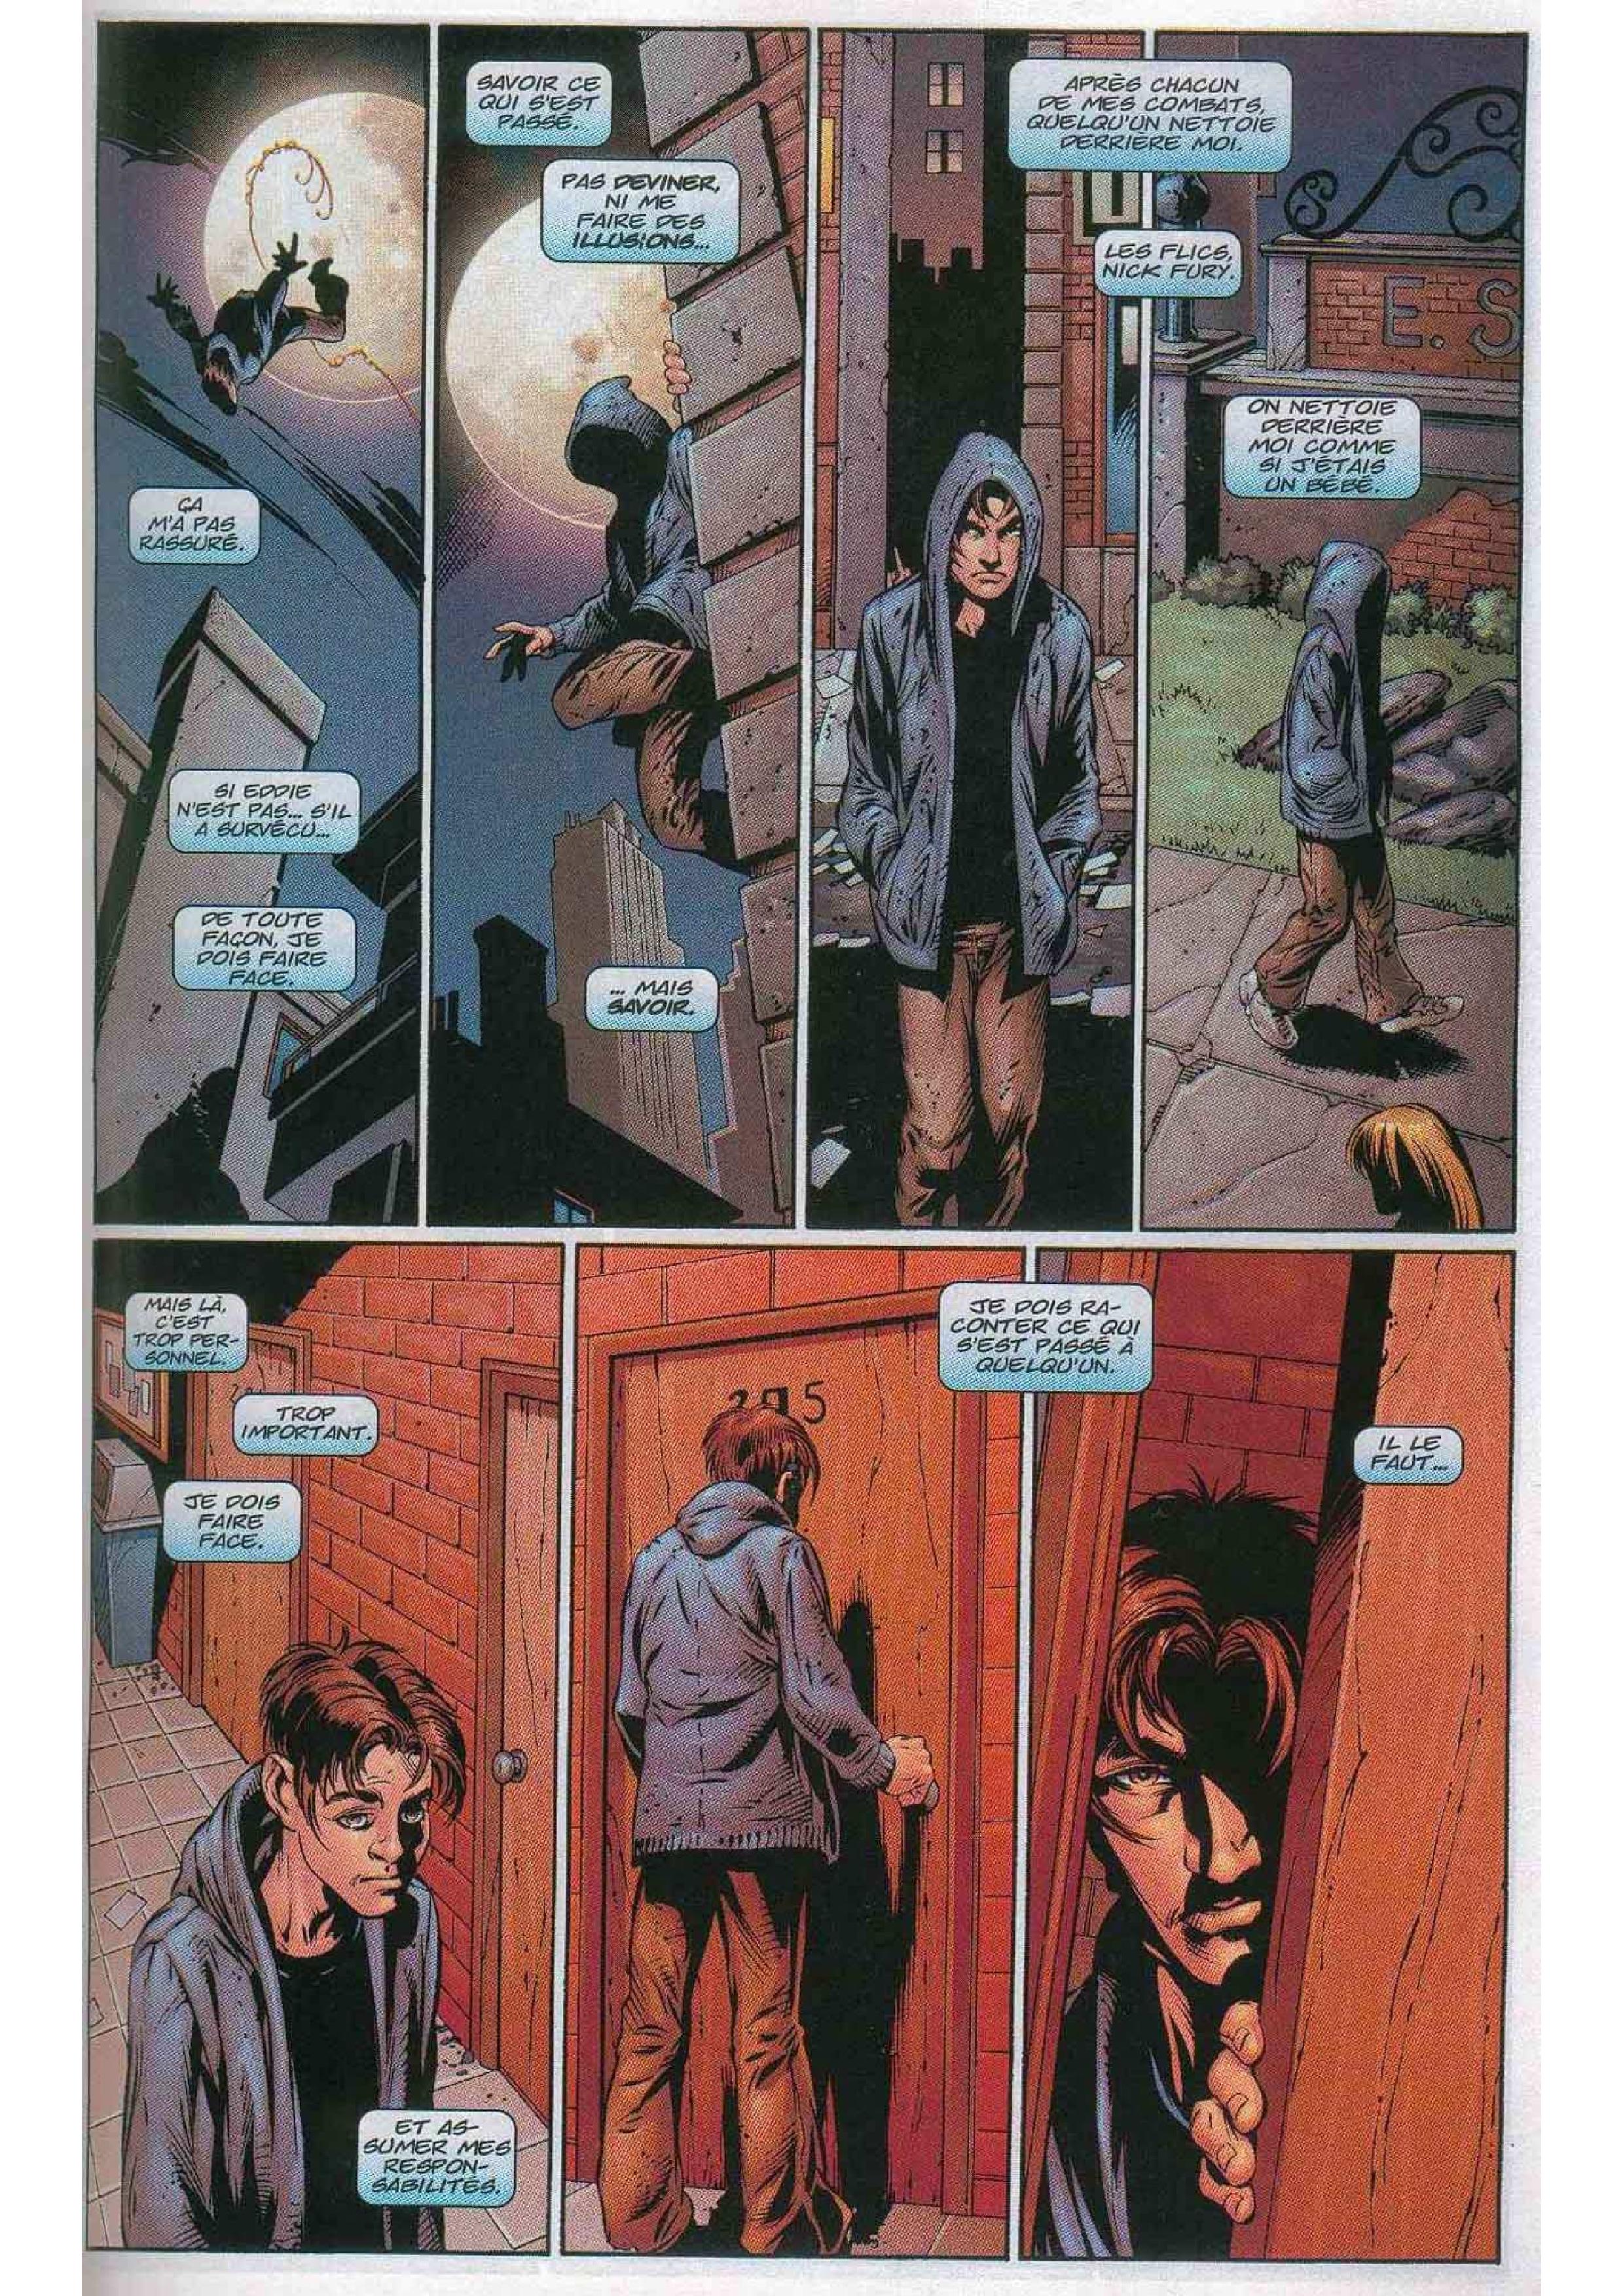 ÇA
M'A PAS
RASSURÉ.
SI EDDIE
N'EST PAS... S'IL
A SURVÉCU...
DE TOUTE
FAÇON, JE
DOIS FAIRE
FACE.
SAVOIR CE
QUI S'EST
PASSÉ.
PAS DEVINER,
NI ME
FAIRE DES
ILLUSIONS...
... MAIS
SAVOIR.
APRÈS CHACUN
DE MES COMBATS,
QUELQU'UN NETTOIE
DERRIÈRE MOI.
LES FLICS,
NICK FURY.
E. S
ON NETTOIE
DERRIÈRE
MOI COMME
SI J'ÉTAIS
UN BÉBÉ.
MAIS LÀ,
C'EST
TROP PER-
SONNEL.
TROP
IMPORTANT.
JE DOIS
FAIRE
FACE.
ET AS-
SUMER MES
RESPON-
SABILITÉS.
JE DOIS RA-
CONTER CE QUI
S'EST PASSÉ À
QUELQU'UN.
IL LE
FAUT...